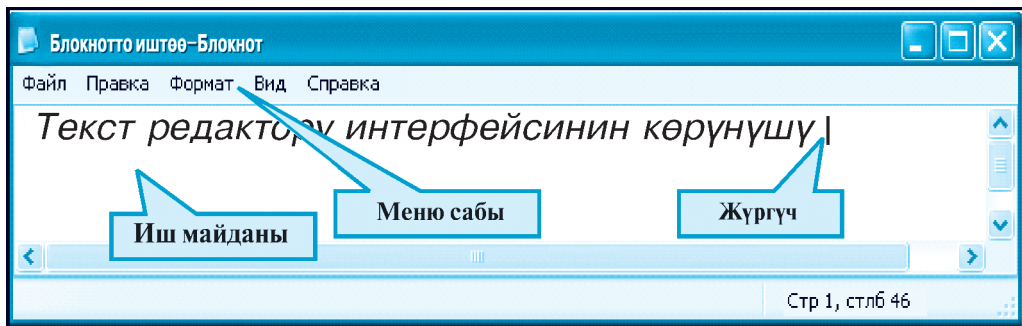 Блокнотто иштөө-Блокнот
Файл Правка Формат Вид Справка
Текст редактору интерфейсинин көрүнүшү
Иш майданы
Меню сабы
Жүргүч
Стр 1, стлб 46